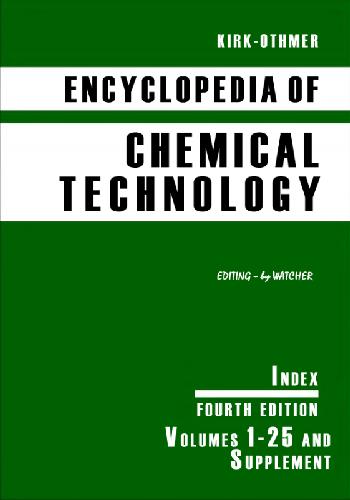 KIRK-OTHMER
ENCYCLOPEDIA OF
CHEMICAL
TECHNOLOGY
EDITING - by WATCHER
INDEX
FOURTH EDITION
VOLUMES 1-25 AND
SUPPLEMENT